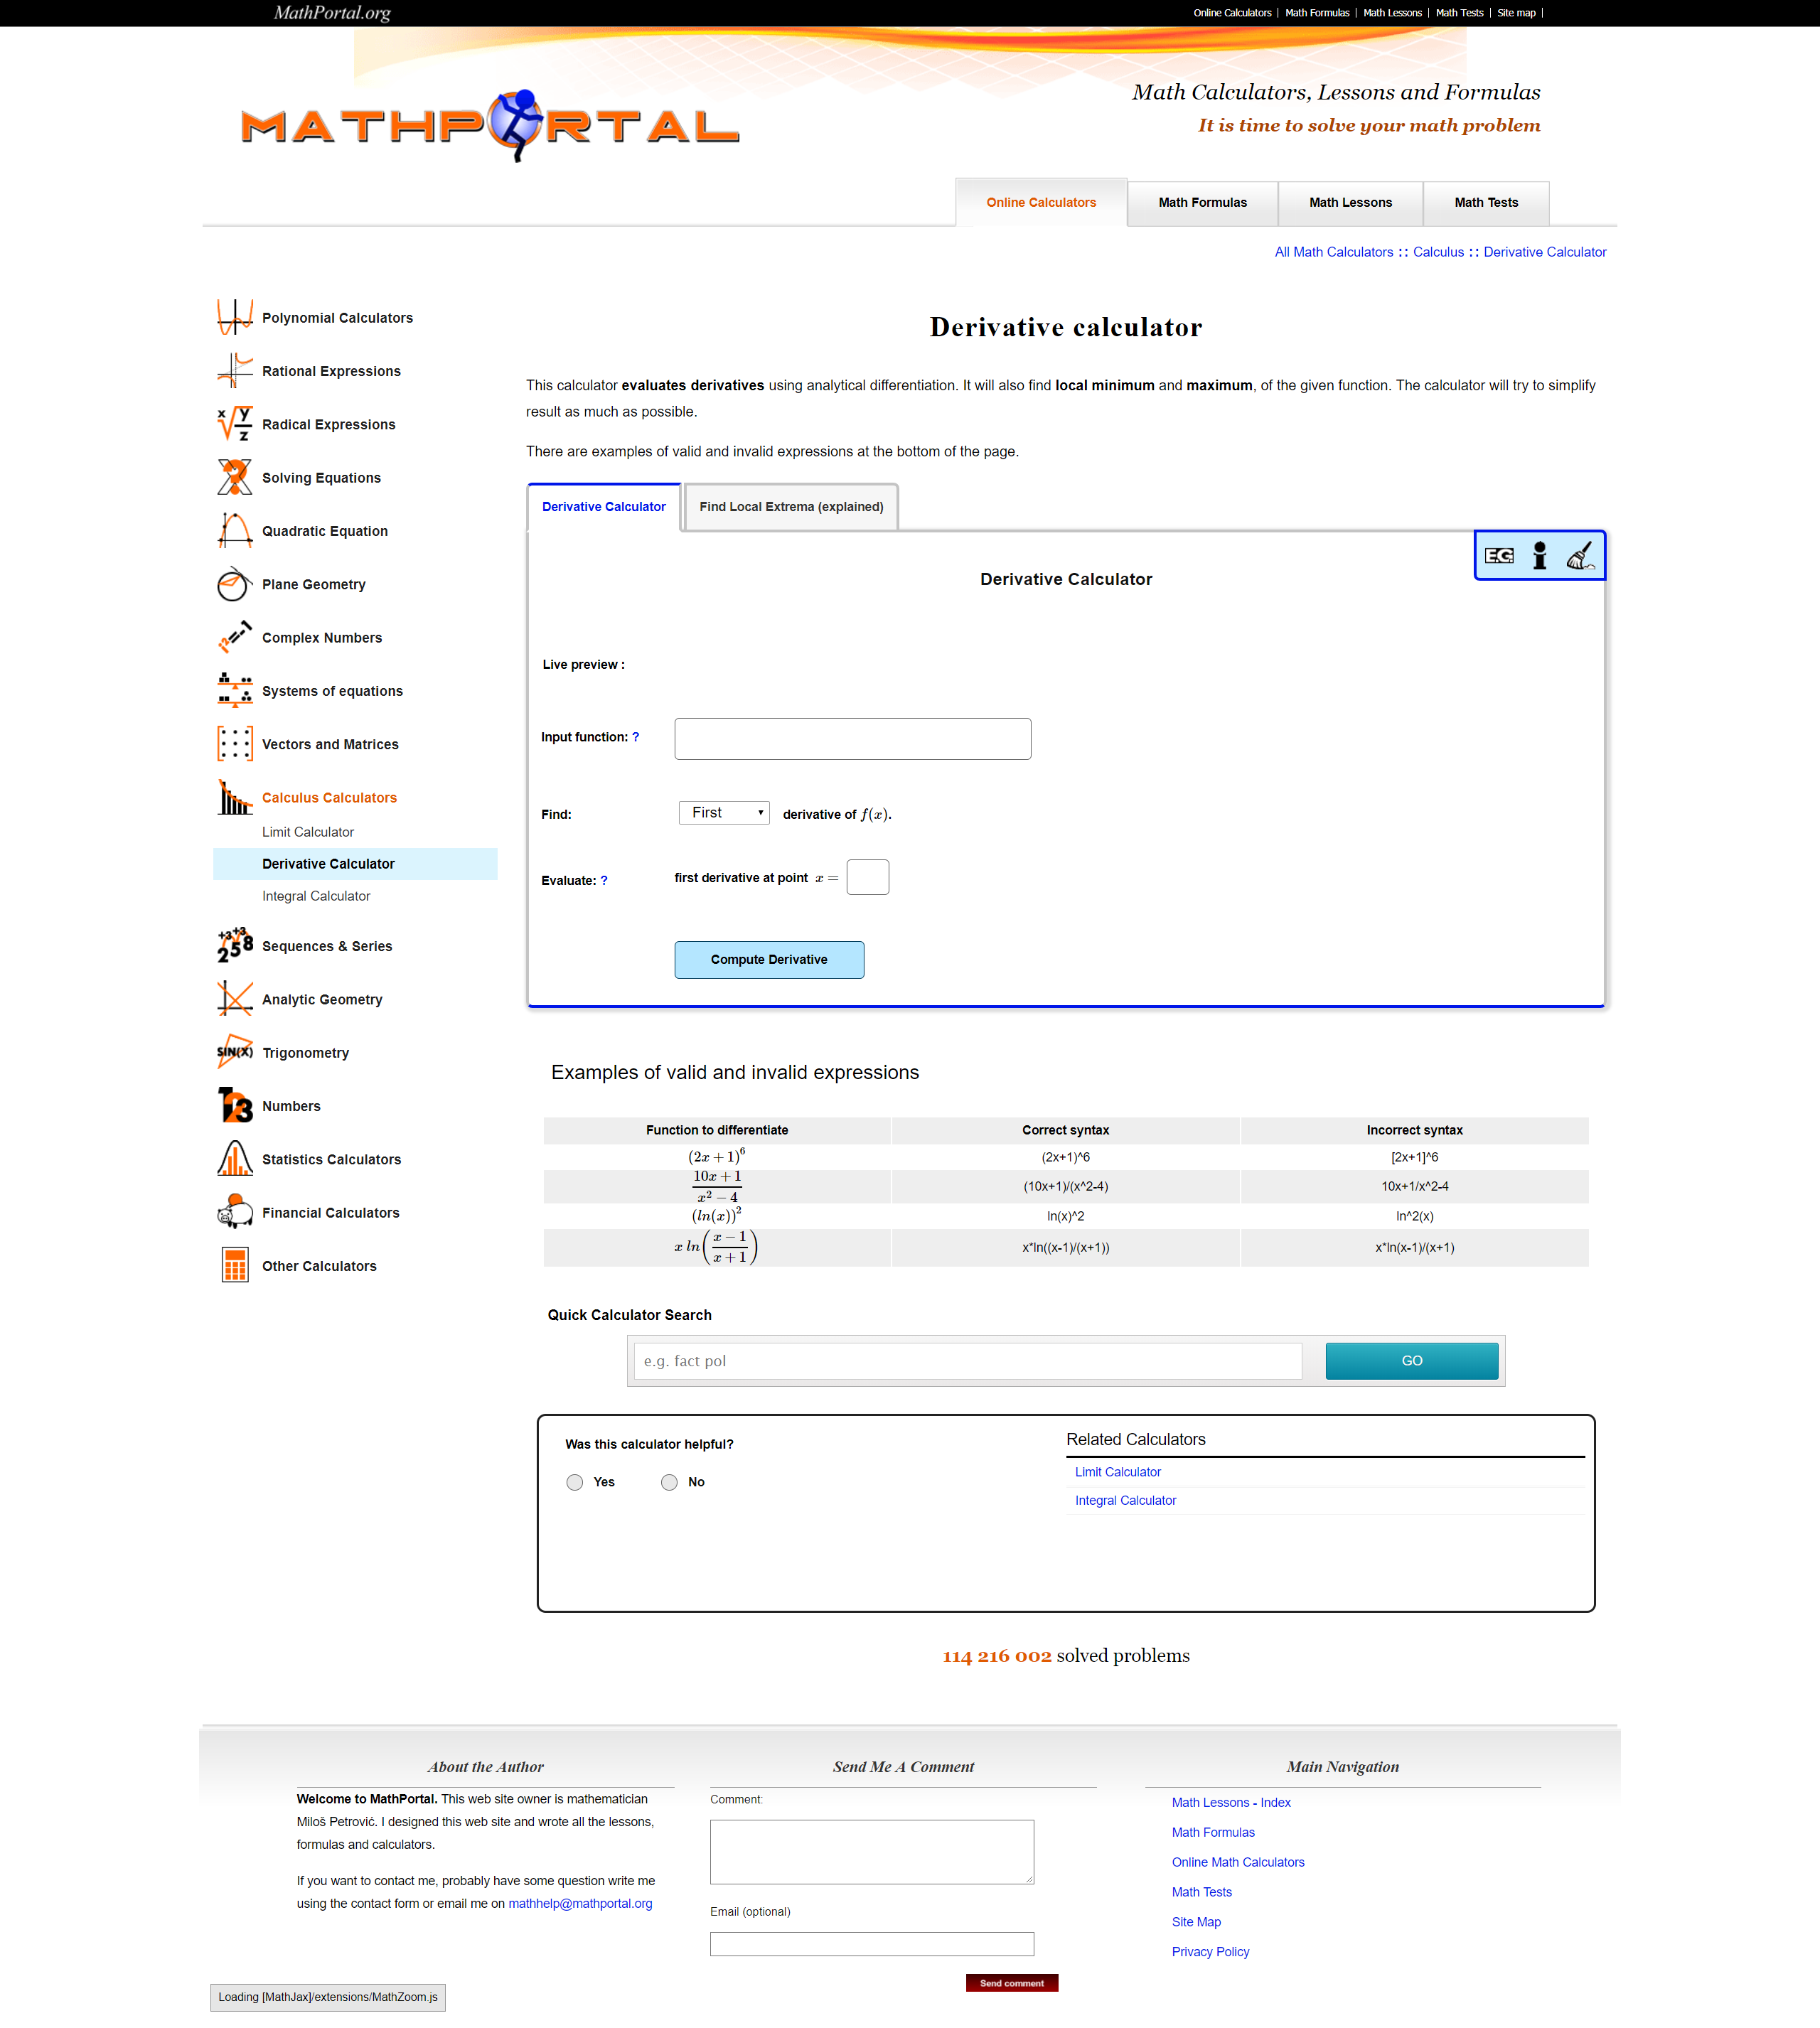 MathPortal.org
Online Calculators | Math Formulas | Math Lessons | Math Tests | Site map |
MATHPORTAL
Math Calculators, Lessons and Formulas
It is time to solve your math problem
Online Calculators
Math Formulas
Math Lessons
Math Tests
All Math Calculators :: Calculus :: Derivative Calculator
Polynomial Calculators
Rational Expressions
Radical Expressions
Solving Equations
Quadratic Equation
Plane Geometry
Complex Numbers
Systems of equations
Vectors and Matrices
Calculus Calculators
Limit Calculator
Derivative Calculator
Integral Calculator
Sequences & Series
Analytic Geometry
SIN(X) Trigonometry
123 Numbers
Statistics Calculators
Financial Calculators
Other Calculators
Derivative calculator
This calculator evaluates derivatives using analytical differentiation. It will also find local minimum and maximum, of the given function. The calculator will try to simplify
result as much as possible.
There are examples of valid and invalid expressions at the bottom of the page.
Derivative Calculator
Find Local Extrema (explained)
E.G.
Derivative Calculator
Live preview :
Input function: ?
Find: First derivative of f(x).
Evaluate: ? first derivative at point x =
Compute Derivative
Examples of valid and invalid expressions
Function to differentiate Correct syntax Incorrect syntax
(2x + 1)^6 (2x+1)^6 [2x+1]^6
(10x + 1)/(x² − 4) (10x+1)/(x^2-4) 10x+1/x^2-4
(ln(x))² ln(x)^2 ln^2(x)
x ln((x − 1)/(x + 1)) x*ln((x-1)/(x+1)) x*ln(x-1)/(x+1)
Quick Calculator Search
e.g. fact pol
GO
Was this calculator helpful?
Yes No
Related Calculators
Limit Calculator
Integral Calculator
114 216 002 solved problems
About the Author
Welcome to MathPortal. This web site owner is mathematician
Miloš Petrović. I designed this web site and wrote all the lessons,
formulas and calculators.
If you want to contact me, probably have some question write me
using the contact form or email me on mathhelp@mathportal.org
Send Me A Comment
Comment:
Email (optional)
Send comment
Main Navigation
Math Lessons - Index
Math Formulas
Online Math Calculators
Math Tests
Site Map
Privacy Policy
Loading [MathJax]/extensions/MathZoom.js